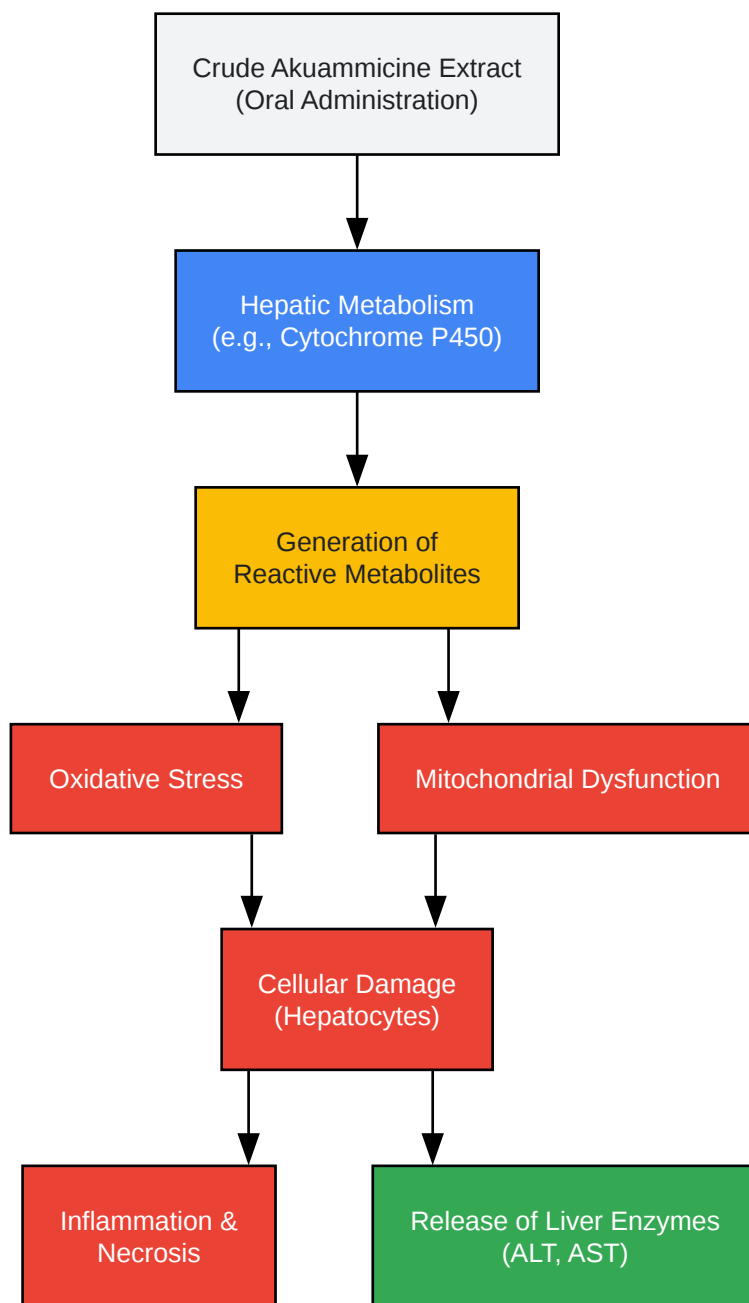 Crude Akuammicine Extract
(Oral Administration)
Hepatic Metabolism
(e.g., Cytochrome P450)
Generation of
Reactive Metabolites
Oxidative Stress
Mitochondrial Dysfunction
Cellular Damage
(Hepatocytes)
Inflammation &
Necrosis
Release of Liver Enzymes
(ALT, AST)